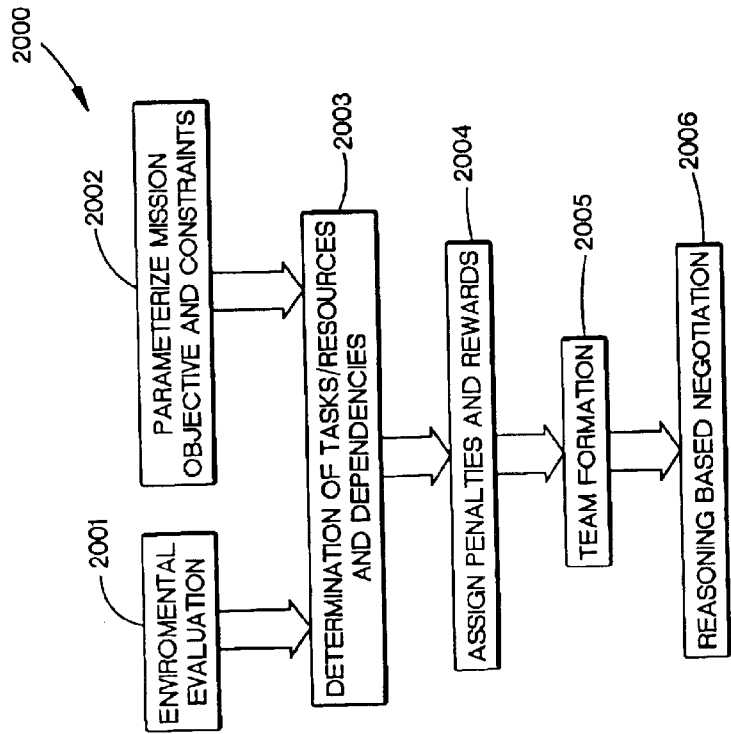 2000
2001
ENVIROMENTAL
EVALUATION
2002
PARAMETERIZE MISSION
OBJECTIVE AND CONSTRAINTS
2003
DETERMINATION OF TASKS/RESOURCES
AND DEPENDENCIES
2004
ASSIGN PENALTIES AND REWARDS
2005
TEAM FORMATION
2006
REASONING BASED NEGOTIATION